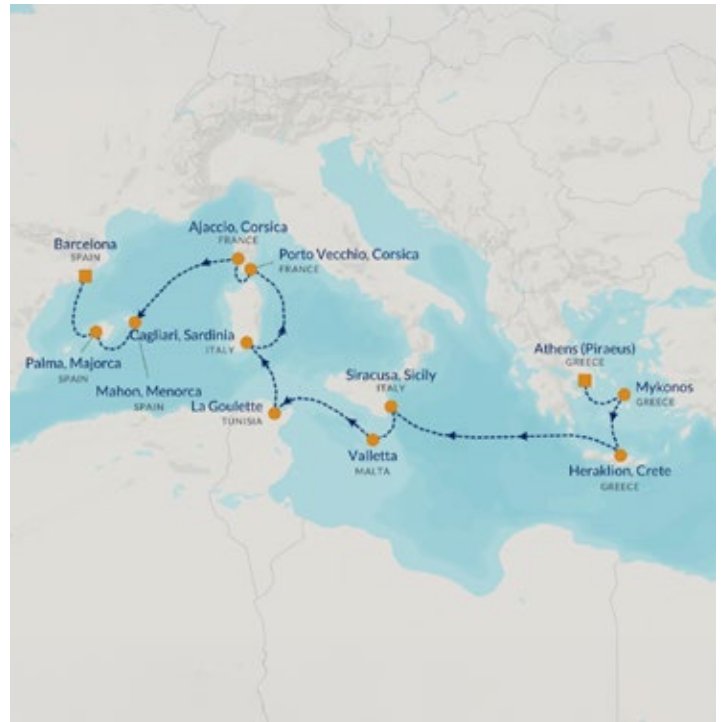 Ajaccio, Corsica
FRANCE
Barcelona
SPAIN
Porto Vecchio, Corsica
FRANCE
Cagliari, Sardinia
ITALY
Palma, Majorca
SPAIN
Mahon, Menorca
SPAIN
La Goulette
TUNISIA
Siracusa, Sicily
ITALY
Valletta
MALTA
Athens (Piraeus)
GREECE
Mykonos
GREECE
Heraklion, Crete
GREECE